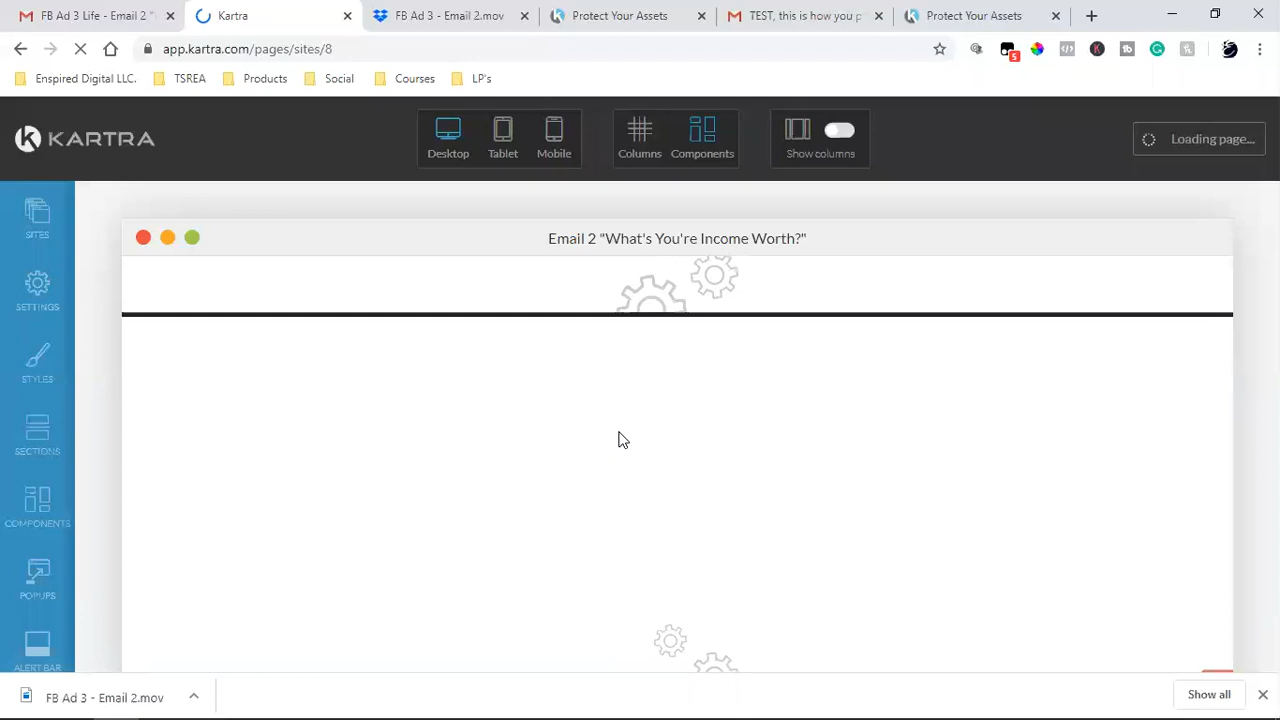 FB Ad 3 Life - Email 2 "
Kartra
FB Ad 3 - Email 2.mov
Protect Your Assets
TEST, this is how you p
Protect Your Assets
app.kartra.com/pages/sites/8
5
Enspired Digital LLC.
TSREA
Products
Social
Courses
LP's
KARTRA
Desktop
Tablet
Mobile
Columns
Components
Show columns
Loading page...
SITES
SETTINGS
STYLES
SECTIONS
COMPONENTS
POPUPS
ALERT BAR
Email 2 "What's You're Income Worth?"
FB Ad 3 - Email 2.mov
Show all